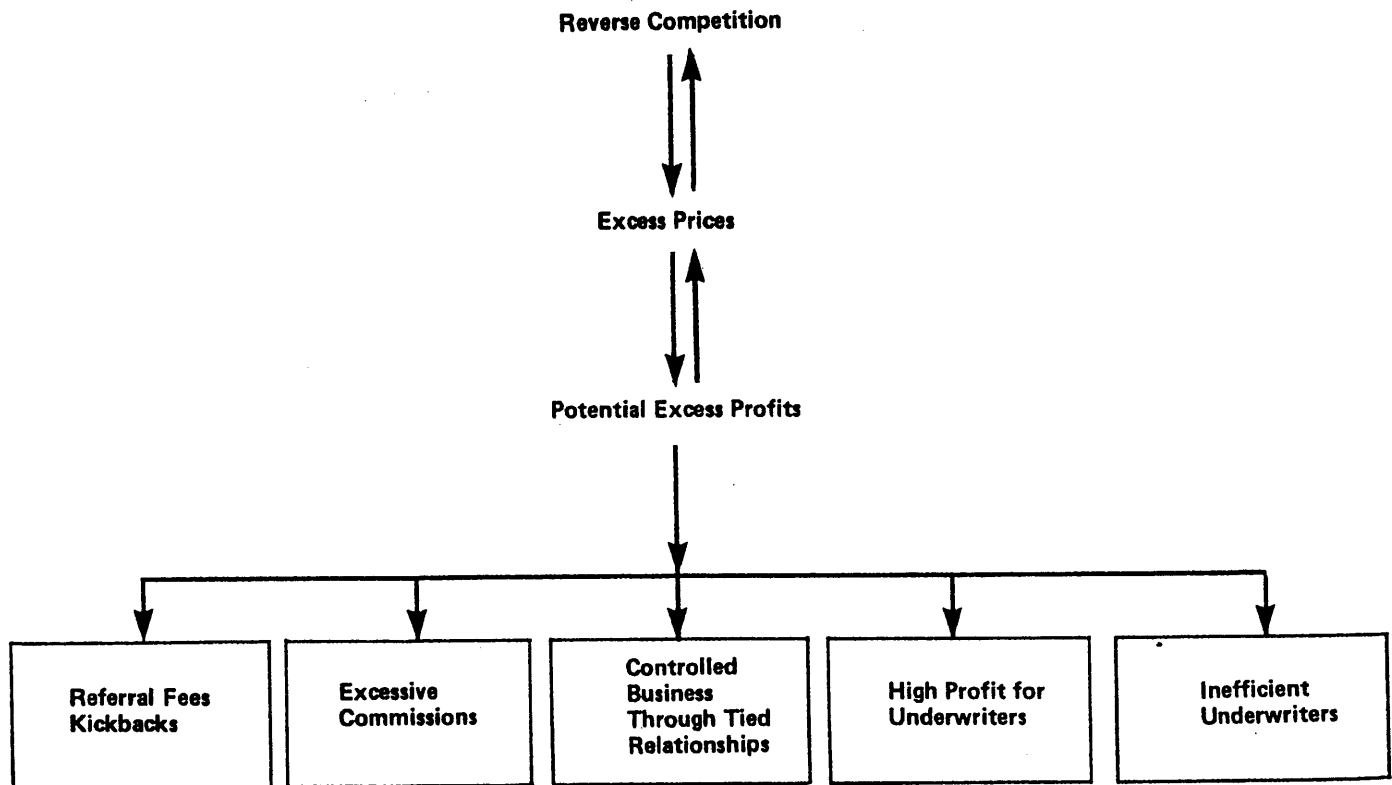 Reverse Competition
Excess Prices
Potential Excess Profits
Referral Fees
Kickbacks
Excessive
Commissions
Controlled
Business
Through Tied
Relationships
High Profit for
Underwriters
Inefficient
Underwriters